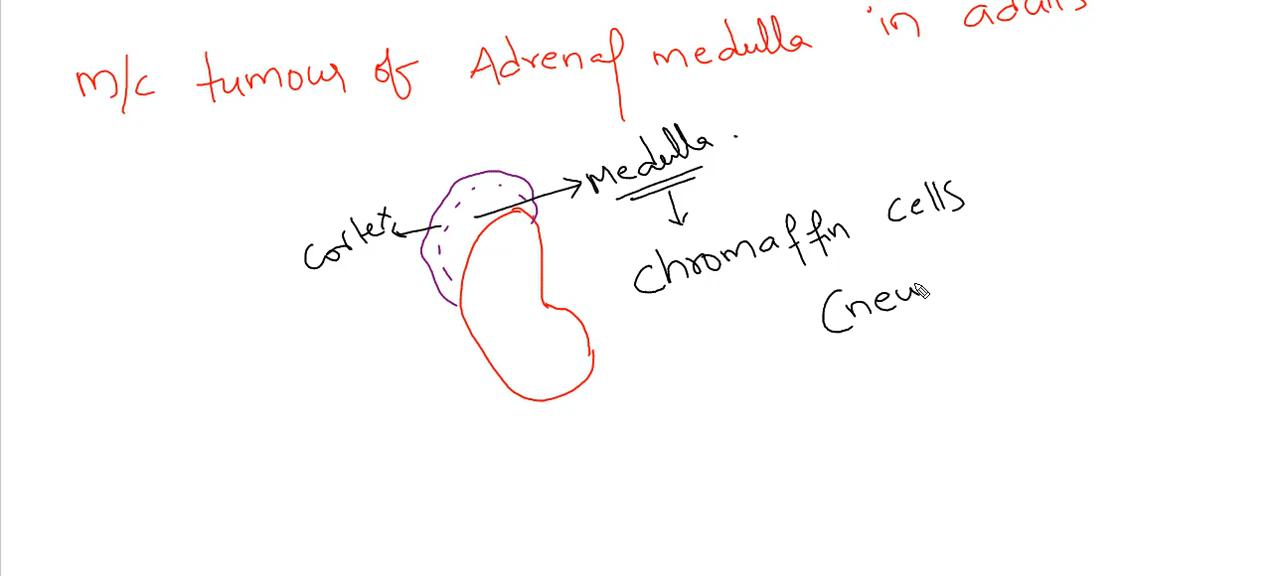 m/c tumour of Adrenal medulla in adults
Medulla.
cortex
chromaffin cells
(neu